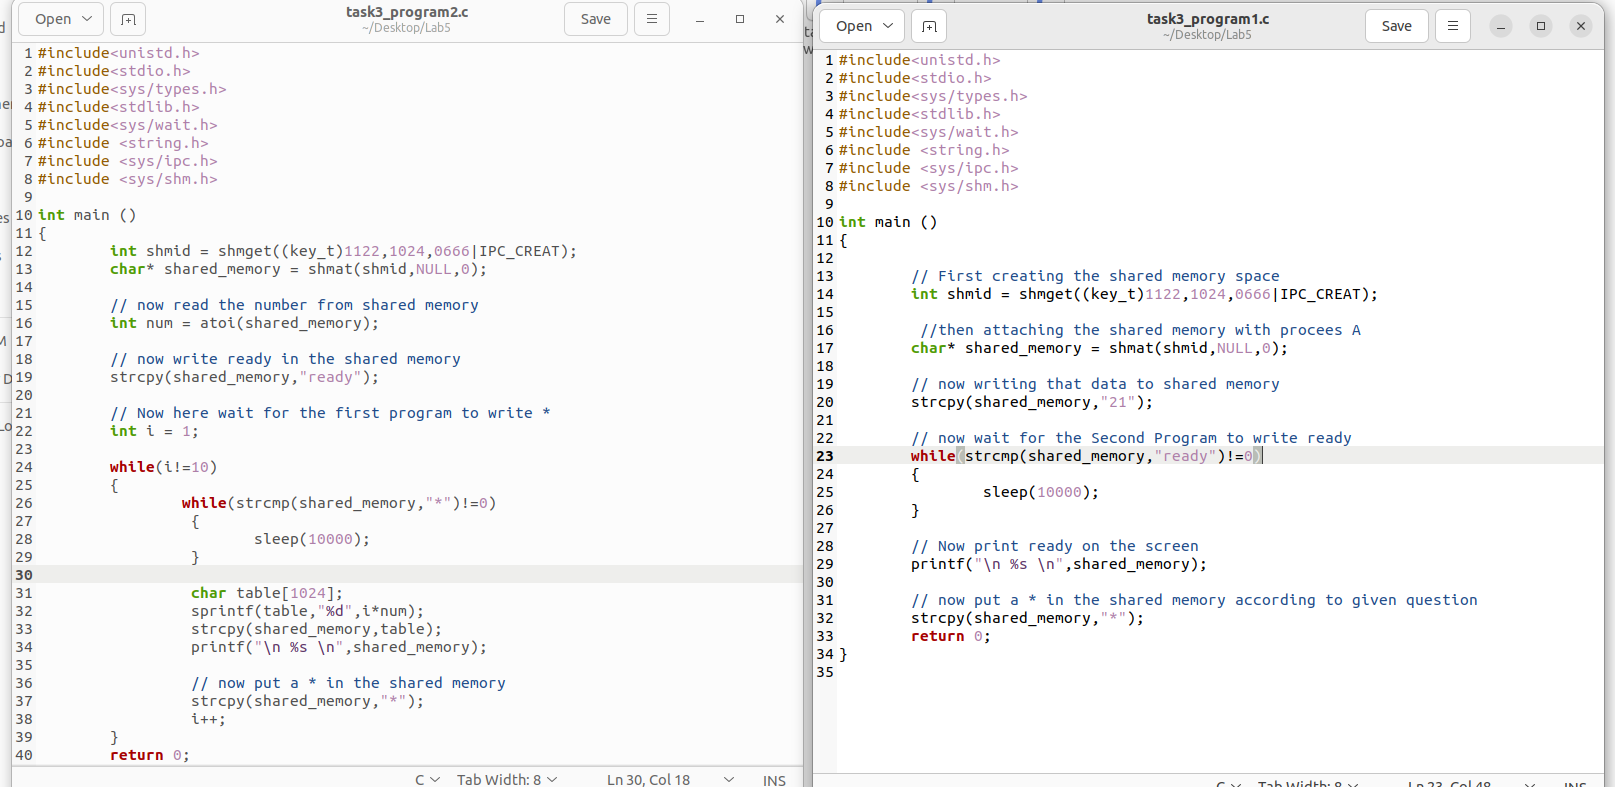 Open
task3_program2.c
~/Desktop/Lab5
Save
1 #include<unistd.h>
2 #include<stdio.h>
3 #include<sys/types.h>
4 #include<stdlib.h>
5 #include<sys/wait.h>
6 #include <string.h>
7 #include <sys/ipc.h>
8 #include <sys/shm.h>
9
10 int main ()
11 {
12         int shmid = shmget((key_t)1122,1024,0666|IPC_CREAT);
13         char* shared_memory = shmat(shmid,NULL,0);
14
15         // now read the number from shared memory
16         int num = atoi(shared_memory);
17
18         // now write ready in the shared memory
19         strcpy(shared_memory,"ready");
20
21         // Now here wait for the first program to write *
22         int i = 1;
23
24         while(i!=10)
25         {
26                 while(strcmp(shared_memory,"*")!=0)
27                  {
28                         sleep(10000);
29                  }
30
31                  char table[1024];
32                  sprintf(table,"%d",i*num);
33                  strcpy(shared_memory,table);
34                  printf("\n %s \n",shared_memory);
35
36                  // now put a * in the shared memory
37                  strcpy(shared_memory,"*");
38                  i++;
39         }
40         return 0;
C Tab Width: 8 Ln 30, Col 18 INS
Open
task3_program1.c
~/Desktop/Lab5
Save
1 #include<unistd.h>
2 #include<stdio.h>
3 #include<sys/types.h>
4 #include<stdlib.h>
5 #include<sys/wait.h>
6 #include <string.h>
7 #include <sys/ipc.h>
8 #include <sys/shm.h>
9
10 int main ()
11 {
12
13         // First creating the shared memory space
14         int shmid = shmget((key_t)1122,1024,0666|IPC_CREAT);
15
16          //then attaching the shared memory with procees A
17         char* shared_memory = shmat(shmid,NULL,0);
18
19         // now writing that data to shared memory
20         strcpy(shared_memory,"21");
21
22         // now wait for the Second Program to write ready
23         while(strcmp(shared_memory,"ready")!=0)
24         {
25                 sleep(10000);
26         }
27
28         // Now print ready on the screen
29         printf("\n %s \n",shared_memory);
30
31         // now put a * in the shared memory according to given question
32         strcpy(shared_memory,"*");
33         return 0;
34 }
35
C Tab Width: 8 Ln 23, Col 48 INS